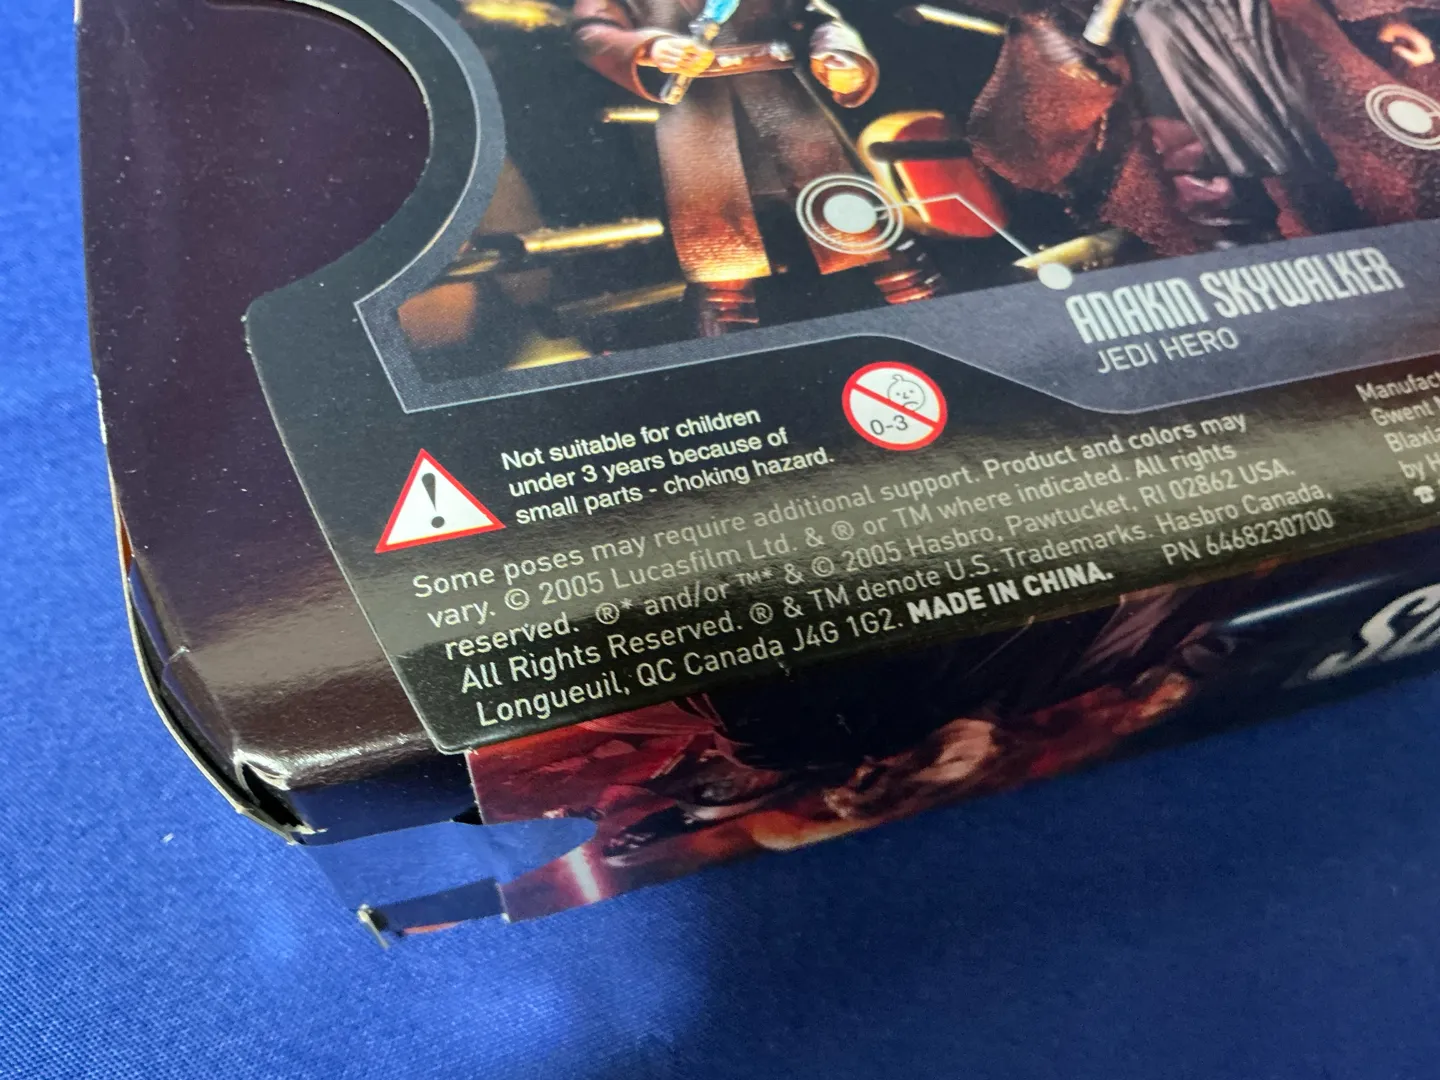 ANAKIN SKYWALKER
JEDI HERO
Not suitable for children
under 3 years because of
small parts - choking hazard.
0-3
Some poses may require additional support. Product and colors may
vary. © 2005 Lucasfilm Ltd. & ® or TM where indicated. All rights
reserved. ®* and/or ™* & © 2005 Hasbro, Pawtucket, RI 02862 USA.
All Rights Reserved. ® & TM denote U.S. Trademarks. Hasbro Canada,
Longueuil, QC Canada J4G 1G2. MADE IN CHINA.
PN 6468230700
Gwent
by